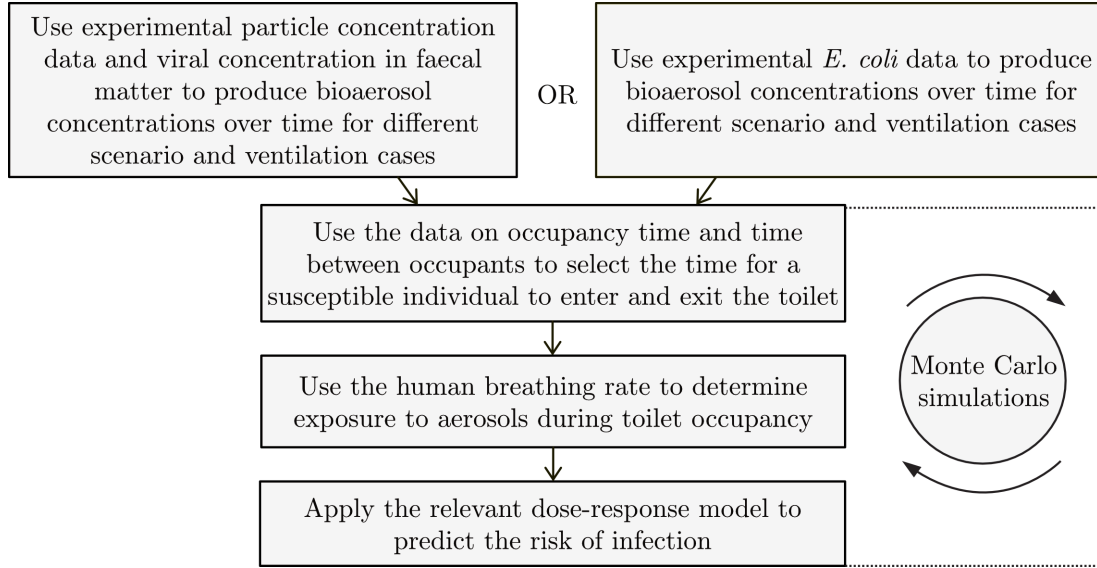 Use experimental particle concentration
data and viral concentration in faecal
matter to produce bioaerosol
concentrations over time for different
scenario and ventilation cases
OR
Use experimental E. coli data to produce
bioaerosol concentrations over time for
different scenario and ventilation cases
Use the data on occupancy time and time
between occupants to select the time for a
susceptible individual to enter and exit the toilet
Use the human breathing rate to determine
exposure to aerosols during toilet occupancy
Apply the relevant dose-response model to
predict the risk of infection
Monte Carlo
simulations